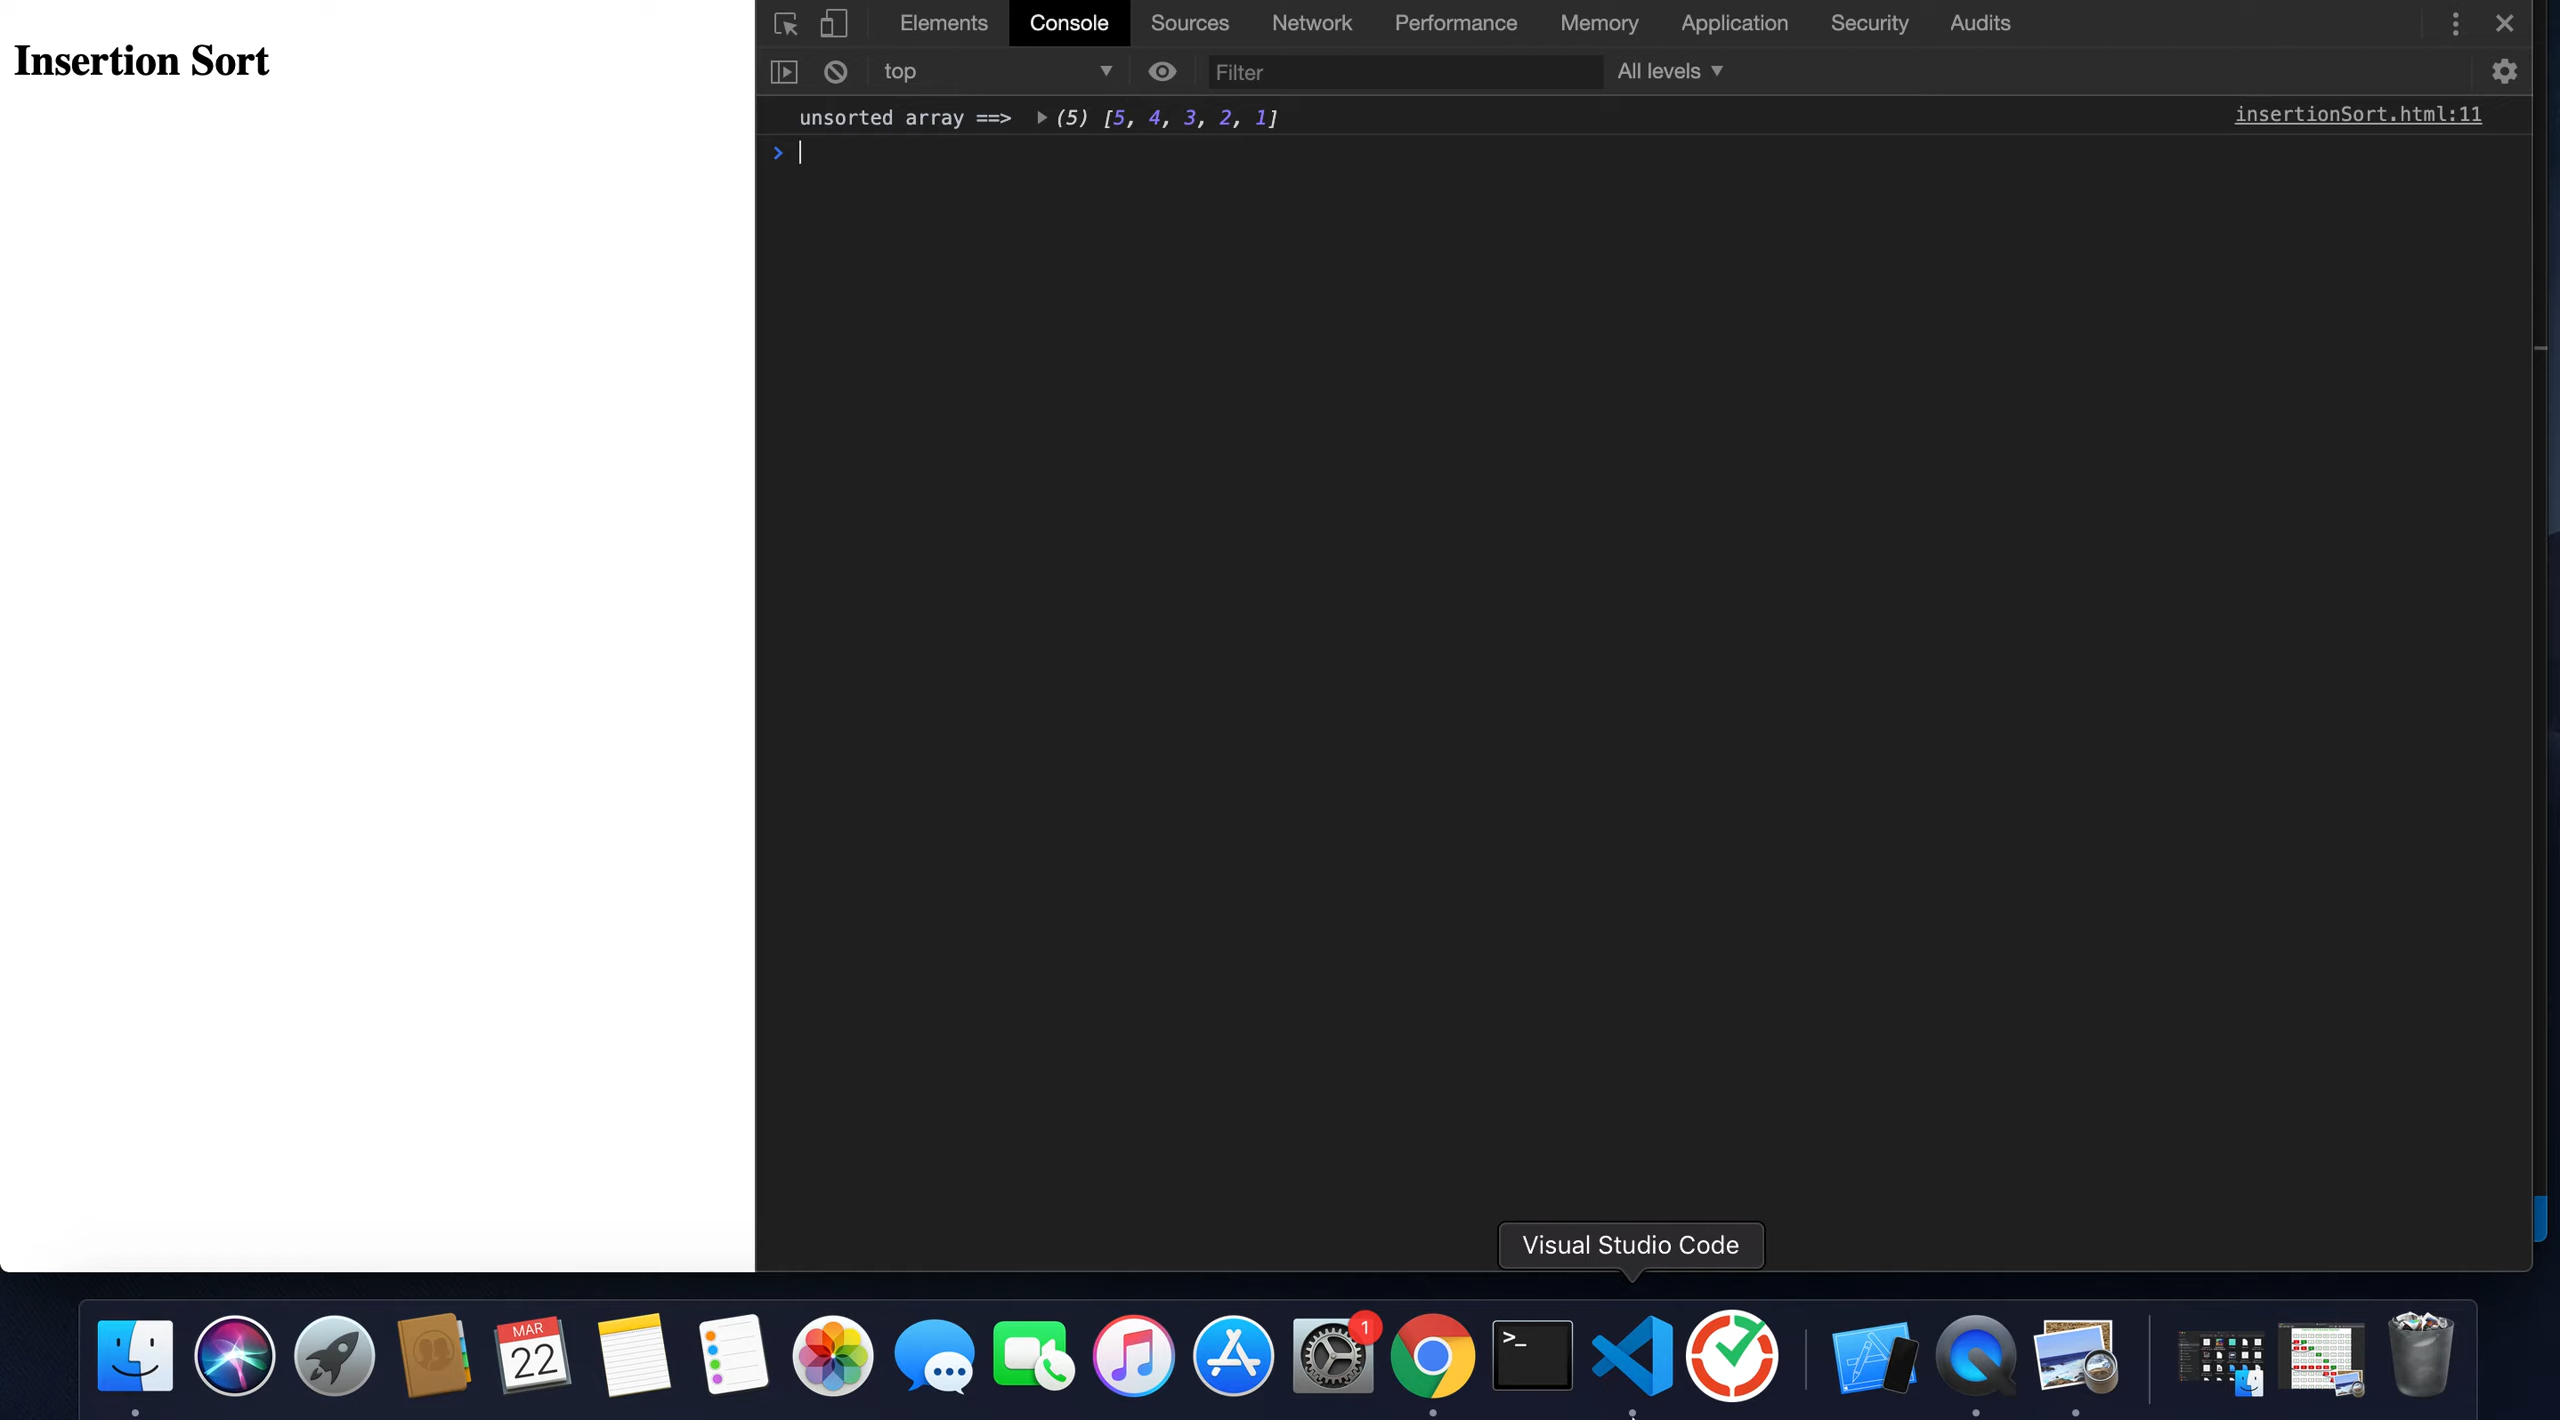 Elements Console Sources Network Performance Memory Application Security Audits
Insertion Sort
top Filter All levels
unsorted array ==> (5) [5, 4, 3, 2, 1] insertionSort.html:11
Visual Studio Code
MAR
22
1
>_